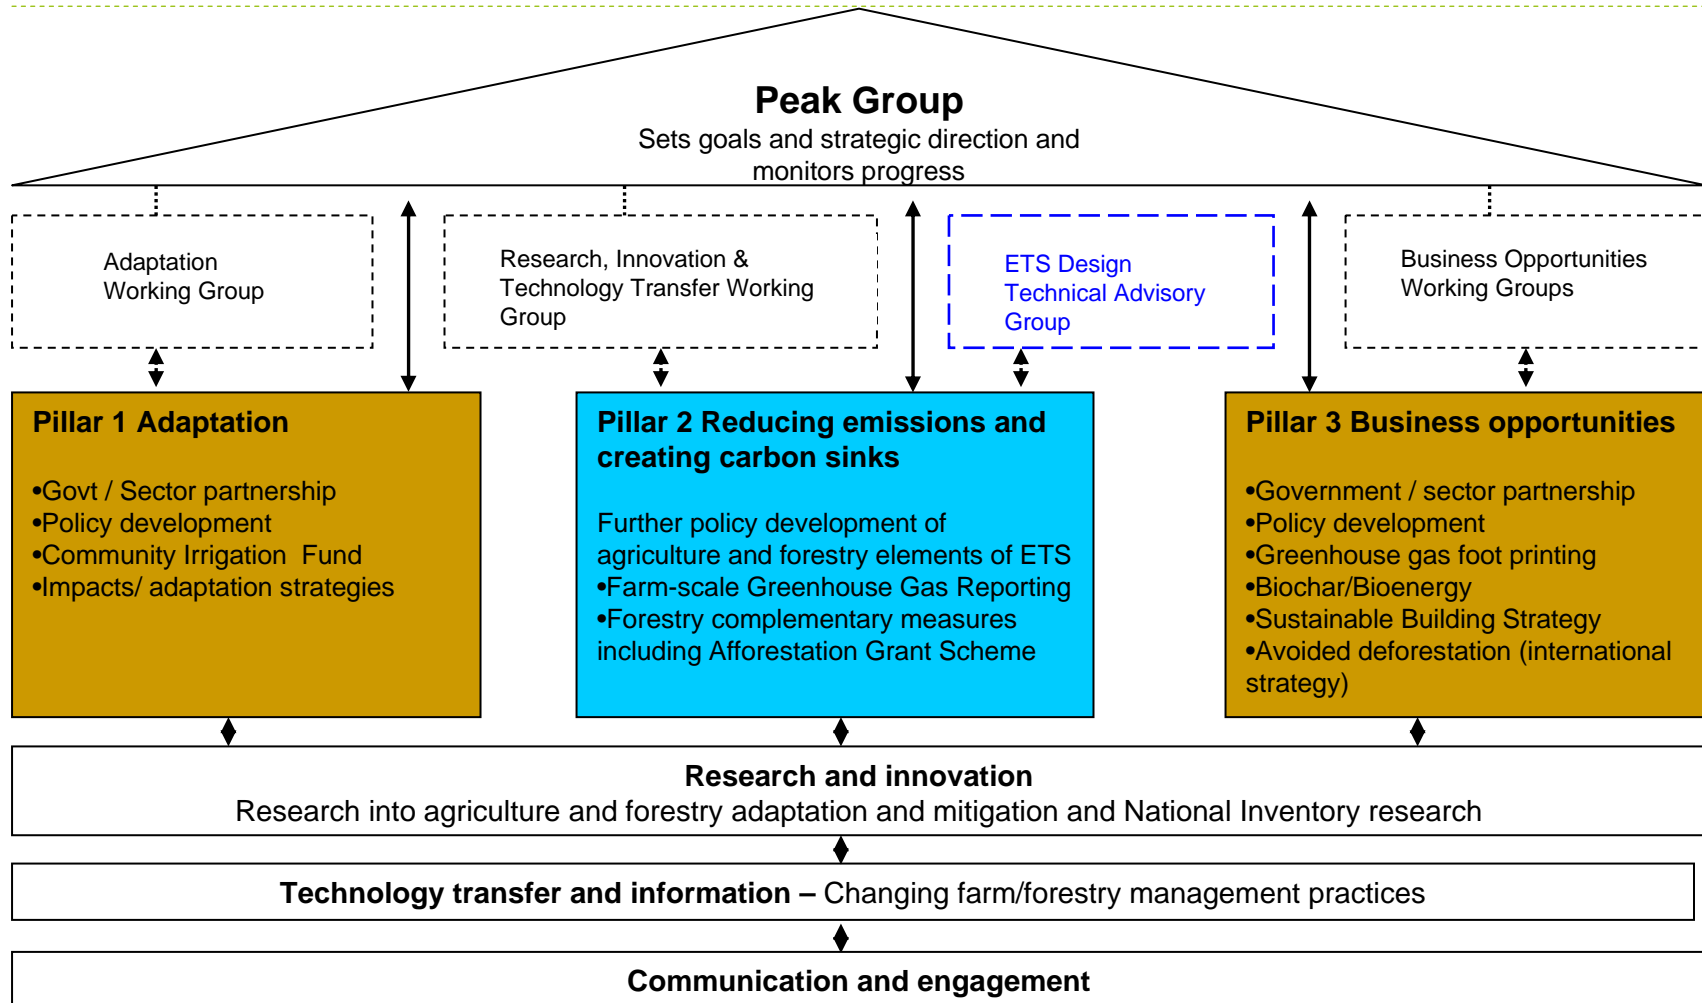 Peak Group
Sets goals and strategic direction and
monitors progress
Adaptation
Working Group
Research, Innovation &
Technology Transfer Working
Group
ETS Design
Technical Advisory
Group
Business Opportunities
Working Groups
Pillar 1 Adaptation
•Govt / Sector partnership
•Policy development
•Community Irrigation  Fund
•Impacts/ adaptation strategies
Pillar 2 Reducing emissions and
creating carbon sinks
Further policy development of
agriculture and forestry elements of ETS
•Farm-scale Greenhouse Gas Reporting
•Forestry complementary measures
including Afforestation Grant Scheme
Pillar 3 Business opportunities
•Government / sector partnership
•Policy development
•Greenhouse gas foot printing
•Biochar/Bioenergy
•Sustainable Building Strategy
•Avoided deforestation (international
strategy)
Research and innovation
Research into agriculture and forestry adaptation and mitigation and National Inventory research
Technology transfer and information – Changing farm/forestry management practices
Communication and engagement